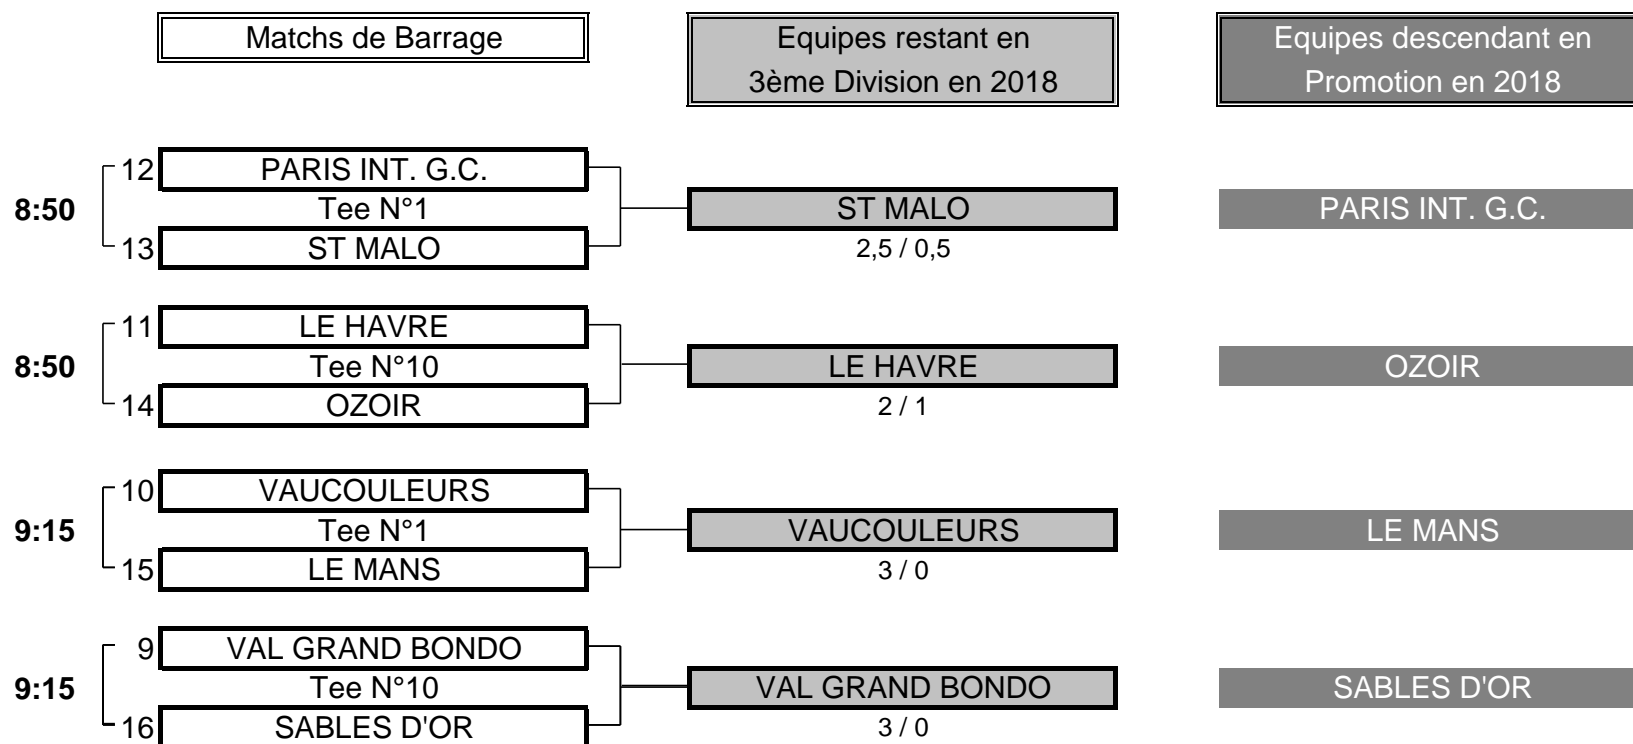 Matchs de Barrage
Equipes restant en
3ème Division en 2018
Equipes descendant en
Promotion en 2018
12 PARIS INT. G.C.
8:50 Tee N°1 ST MALO PARIS INT. G.C.
13 ST MALO 2,5 / 0,5
11 LE HAVRE
8:50 Tee N°10 LE HAVRE OZOIR
14 OZOIR 2 / 1
10 VAUCOULEURS
9:15 Tee N°1 VAUCOULEURS LE MANS
15 LE MANS 3 / 0
9 VAL GRAND BONDO
9:15 Tee N°10 VAL GRAND BONDO SABLES D'OR
16 SABLES D'OR 3 / 0